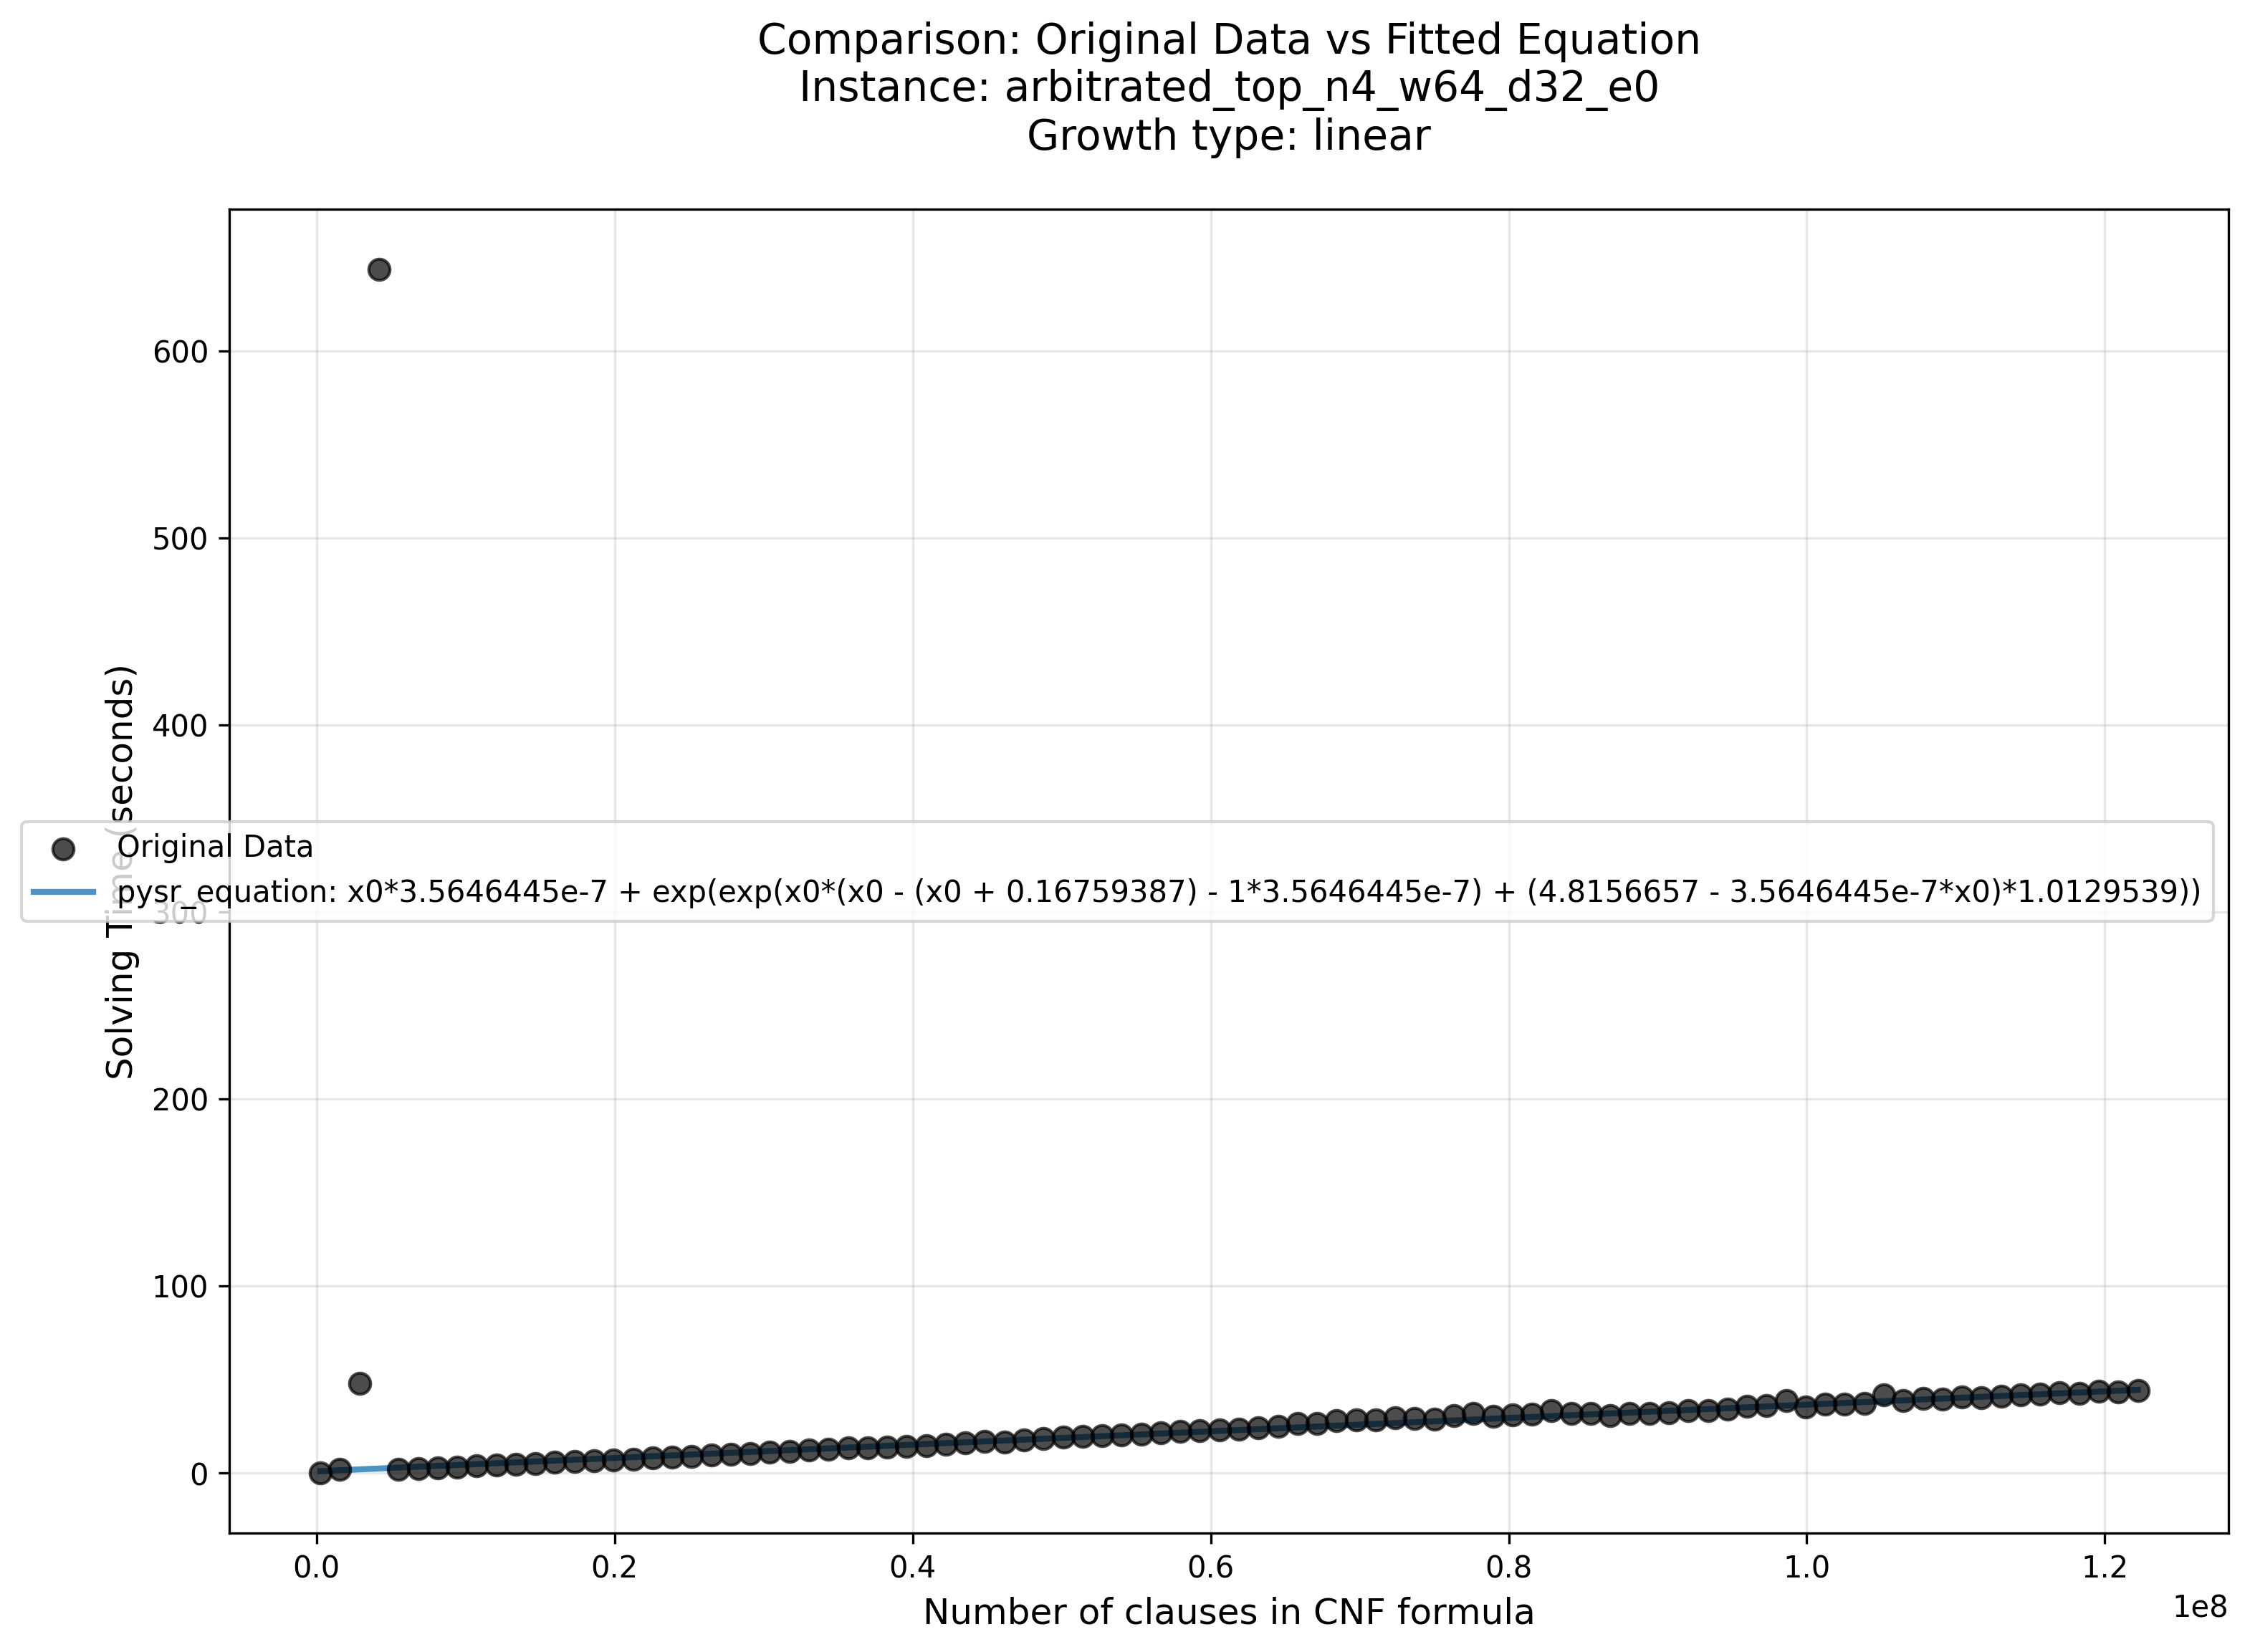 Comparison: Original Data vs Fitted Equation
Instance: arbitrated_top_n4_w64_d32_e0
Growth type: linear
600
500
400
300
200
100
0
Solving Time (seconds)
Original Data
pysr_equation: x0*3.5646445e-7 + exp(exp(x0*(x0 - (x0 + 0.16759387) - 1*3.5646445e-7) + (4.8156657 - 3.5646445e-7*x0)*1.0129539))
0.0 0.2 0.4 0.6 0.8 1.0 1.2
1e8
Number of clauses in CNF formula